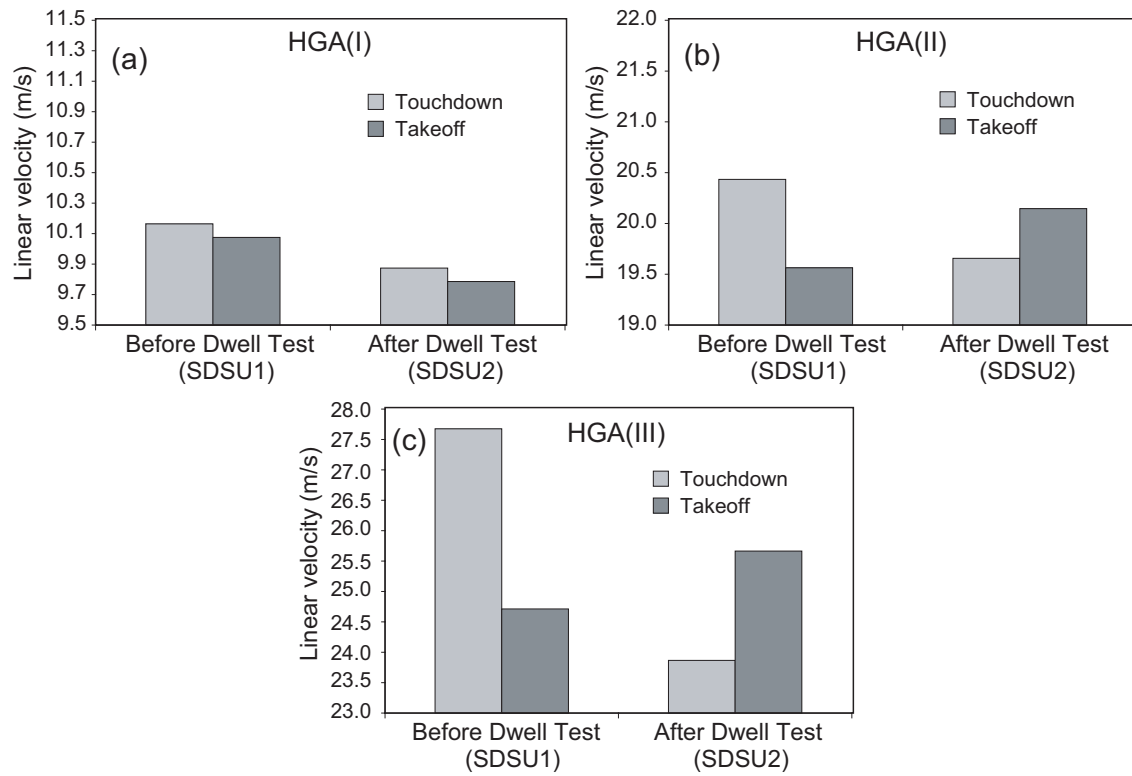 (a)
HGA(I)
Linear velocity (m/s)
11.5
11.3
11.1
10.9
10.7
10.5
10.3
10.1
9.9
9.7
9.5
Touchdown
Takeoff
Before Dwell Test
(SDSU1)
After Dwell Test
(SDSU2)
(b)
HGA(II)
Linear velocity (m/s)
22.0
21.5
21.0
20.5
20.0
19.5
19.0
Touchdown
Takeoff
Before Dwell Test
(SDSU1)
After Dwell Test
(SDSU2)
(c)
HGA(III)
Linear velocity (m/s)
28.0
27.5
27.0
26.5
26.0
25.5
25.0
24.5
24.0
23.5
23.0
Touchdown
Takeoff
Before Dwell Test
(SDSU1)
After Dwell Test
(SDSU2)